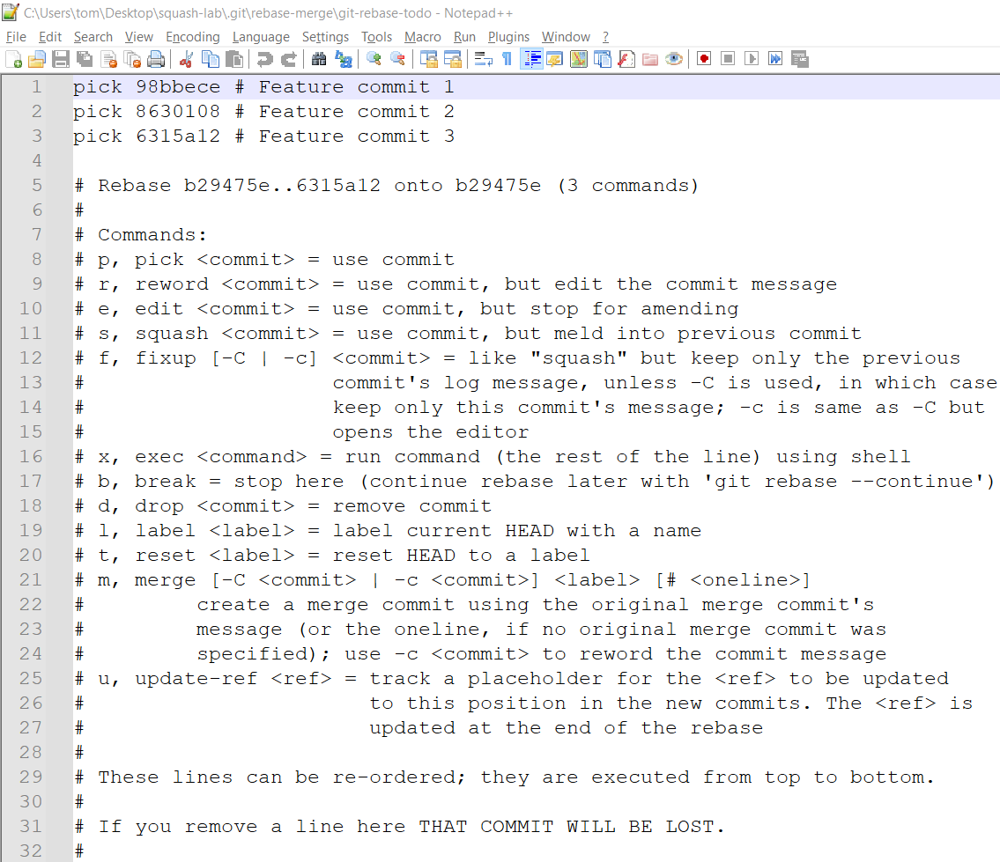 C:\Users\tom\Desktop\squash-lab\.git\rebase-merge\git-rebase-todo - Notepad++
File Edit Search View Encoding Language Settings Tools Macro Run Plugins Window ?
1 pick 98bbece # Feature commit 1
2 pick 8630108 # Feature commit 2
3 pick 6315a12 # Feature commit 3
4
5 # Rebase b29475e..6315a12 onto b29475e (3 commands)
6 #
7 # Commands:
8 # p, pick <commit> = use commit
9 # r, reword <commit> = use commit, but edit the commit message
10 # e, edit <commit> = use commit, but stop for amending
11 # s, squash <commit> = use commit, but meld into previous commit
12 # f, fixup [-C | -c] <commit> = like "squash" but keep only the previous
13 #                    commit's log message, unless -C is used, in which case
14 #                    keep only this commit's message; -c is same as -C but
15 #                    opens the editor
16 # x, exec <command> = run command (the rest of the line) using shell
17 # b, break = stop here (continue rebase later with 'git rebase --continue')
18 # d, drop <commit> = remove commit
19 # l, label <label> = label current HEAD with a name
20 # t, reset <label> = reset HEAD to a label
21 # m, merge [-C <commit> | -c <commit>] <label> [# <oneline>]
22 #         create a merge commit using the original merge commit's
23 #         message (or the oneline, if no original merge commit was
24 #         specified); use -c <commit> to reword the commit message
25 # u, update-ref <ref> = track a placeholder for the <ref> to be updated
26 #                       to this position in the new commits. The <ref> is
27 #                       updated at the end of the rebase
28 #
29 # These lines can be re-ordered; they are executed from top to bottom.
30 #
31 # If you remove a line here THAT COMMIT WILL BE LOST.
32 #